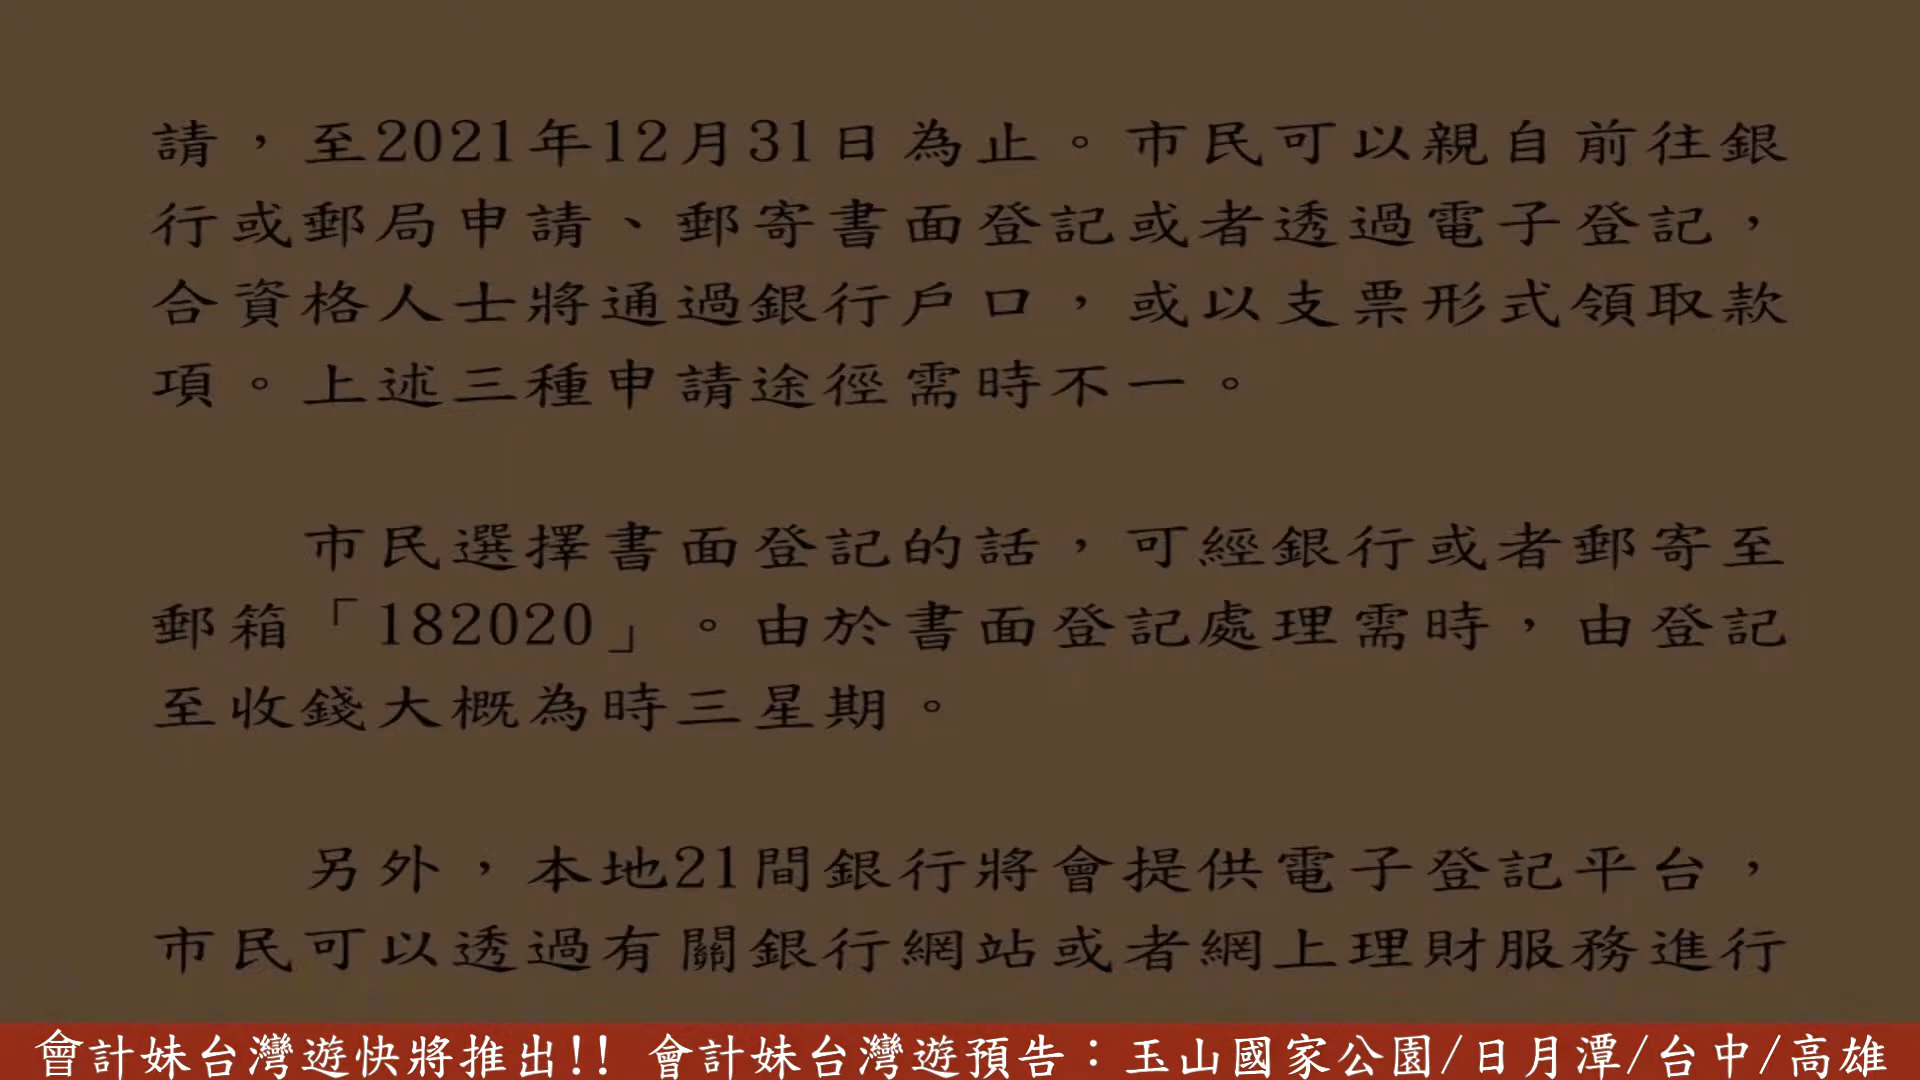 請，至2021年12月31日為止。市民可以親自前往銀
行或郵局申請、郵寄書面登記或者透過電子登記，
合資格人士將通過銀行戶口，或以支票形式領取款
項。上述三種申請途徑需時不一。
市民選擇書面登記的話，可經銀行或者郵寄至
郵箱「182020」。由於書面登記處理需時，由登記
至收錢大概為時三星期。
另外，本地21間銀行將會提供電子登記平台，
市民可以透過有關銀行網站或者網上理財服務進行
會計妹台灣遊快將推出!! 會計妹台灣遊預告：玉山國家公園/日月潭/台中/高雄